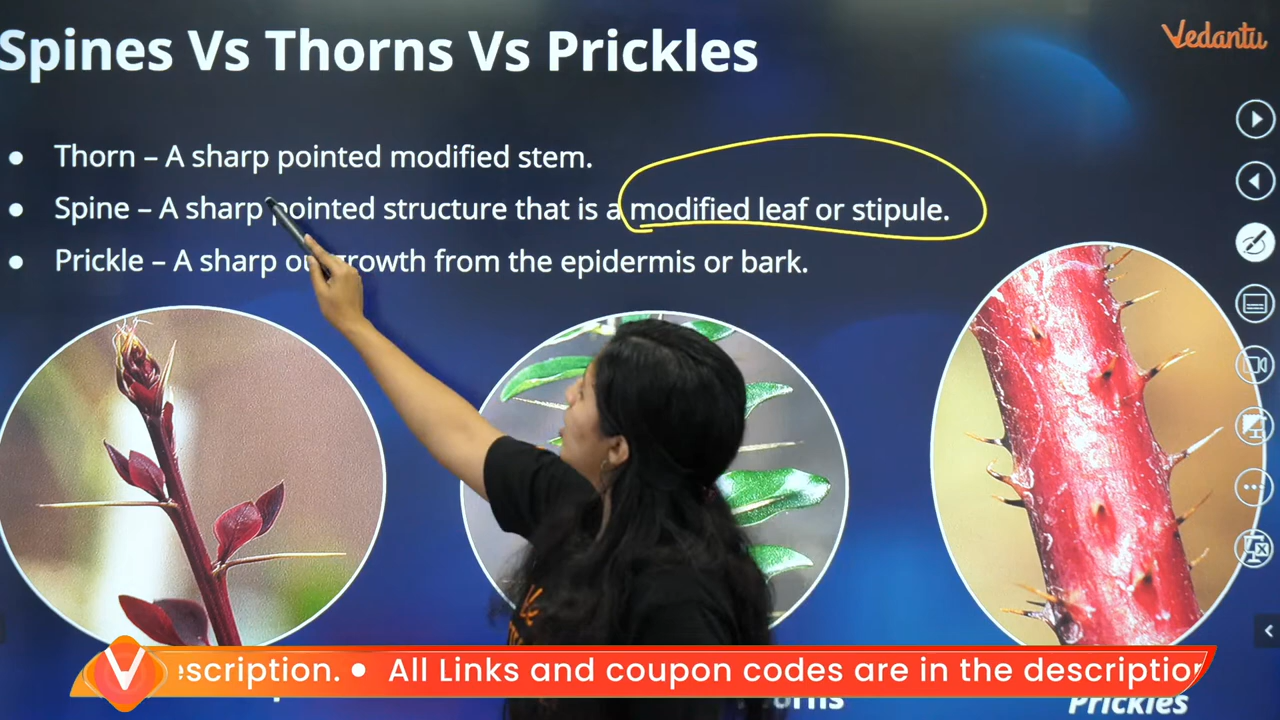 Spines Vs Thorns Vs Prickles
Vedantu
● Thorn – A sharp pointed modified stem.
● Spine – A sharp pointed structure that is a modified leaf or stipule.
● Prickle – A sharp outgrowth from the epidermis or bark.
V
escription. ● All Links and coupon codes are in the description
Prickles